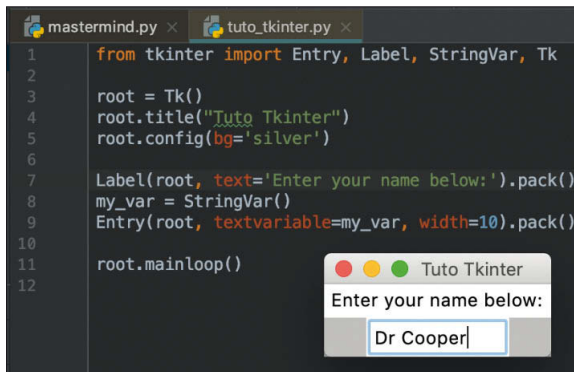 mastermind.py × tuto_tkinter.py ×
1 from tkinter import Entry, Label, StringVar, Tk
2
3 root = Tk()
4 root.title("Tuto Tkinter")
5 root.config(bg='silver')
6
7 Label(root, text='Enter your name below:').pack()
8 my_var = StringVar()
9 Entry(root, textvariable=my_var, width=10).pack()
10
11 root.mainloop()
12
Tuto Tkinter
Enter your name below:
Dr Cooper